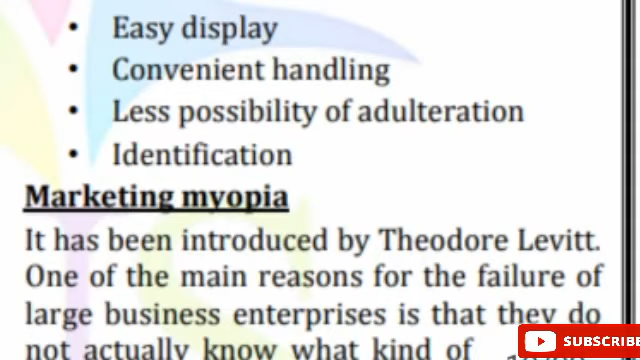 • Easy display
• Convenient handling
• Less possibility of adulteration
• Identification
Marketing myopia
It has been introduced by Theodore Levitt.
One of the main reasons for the failure of
large business enterprises is that they do
not actually know what kind of
SUBSCRIBE